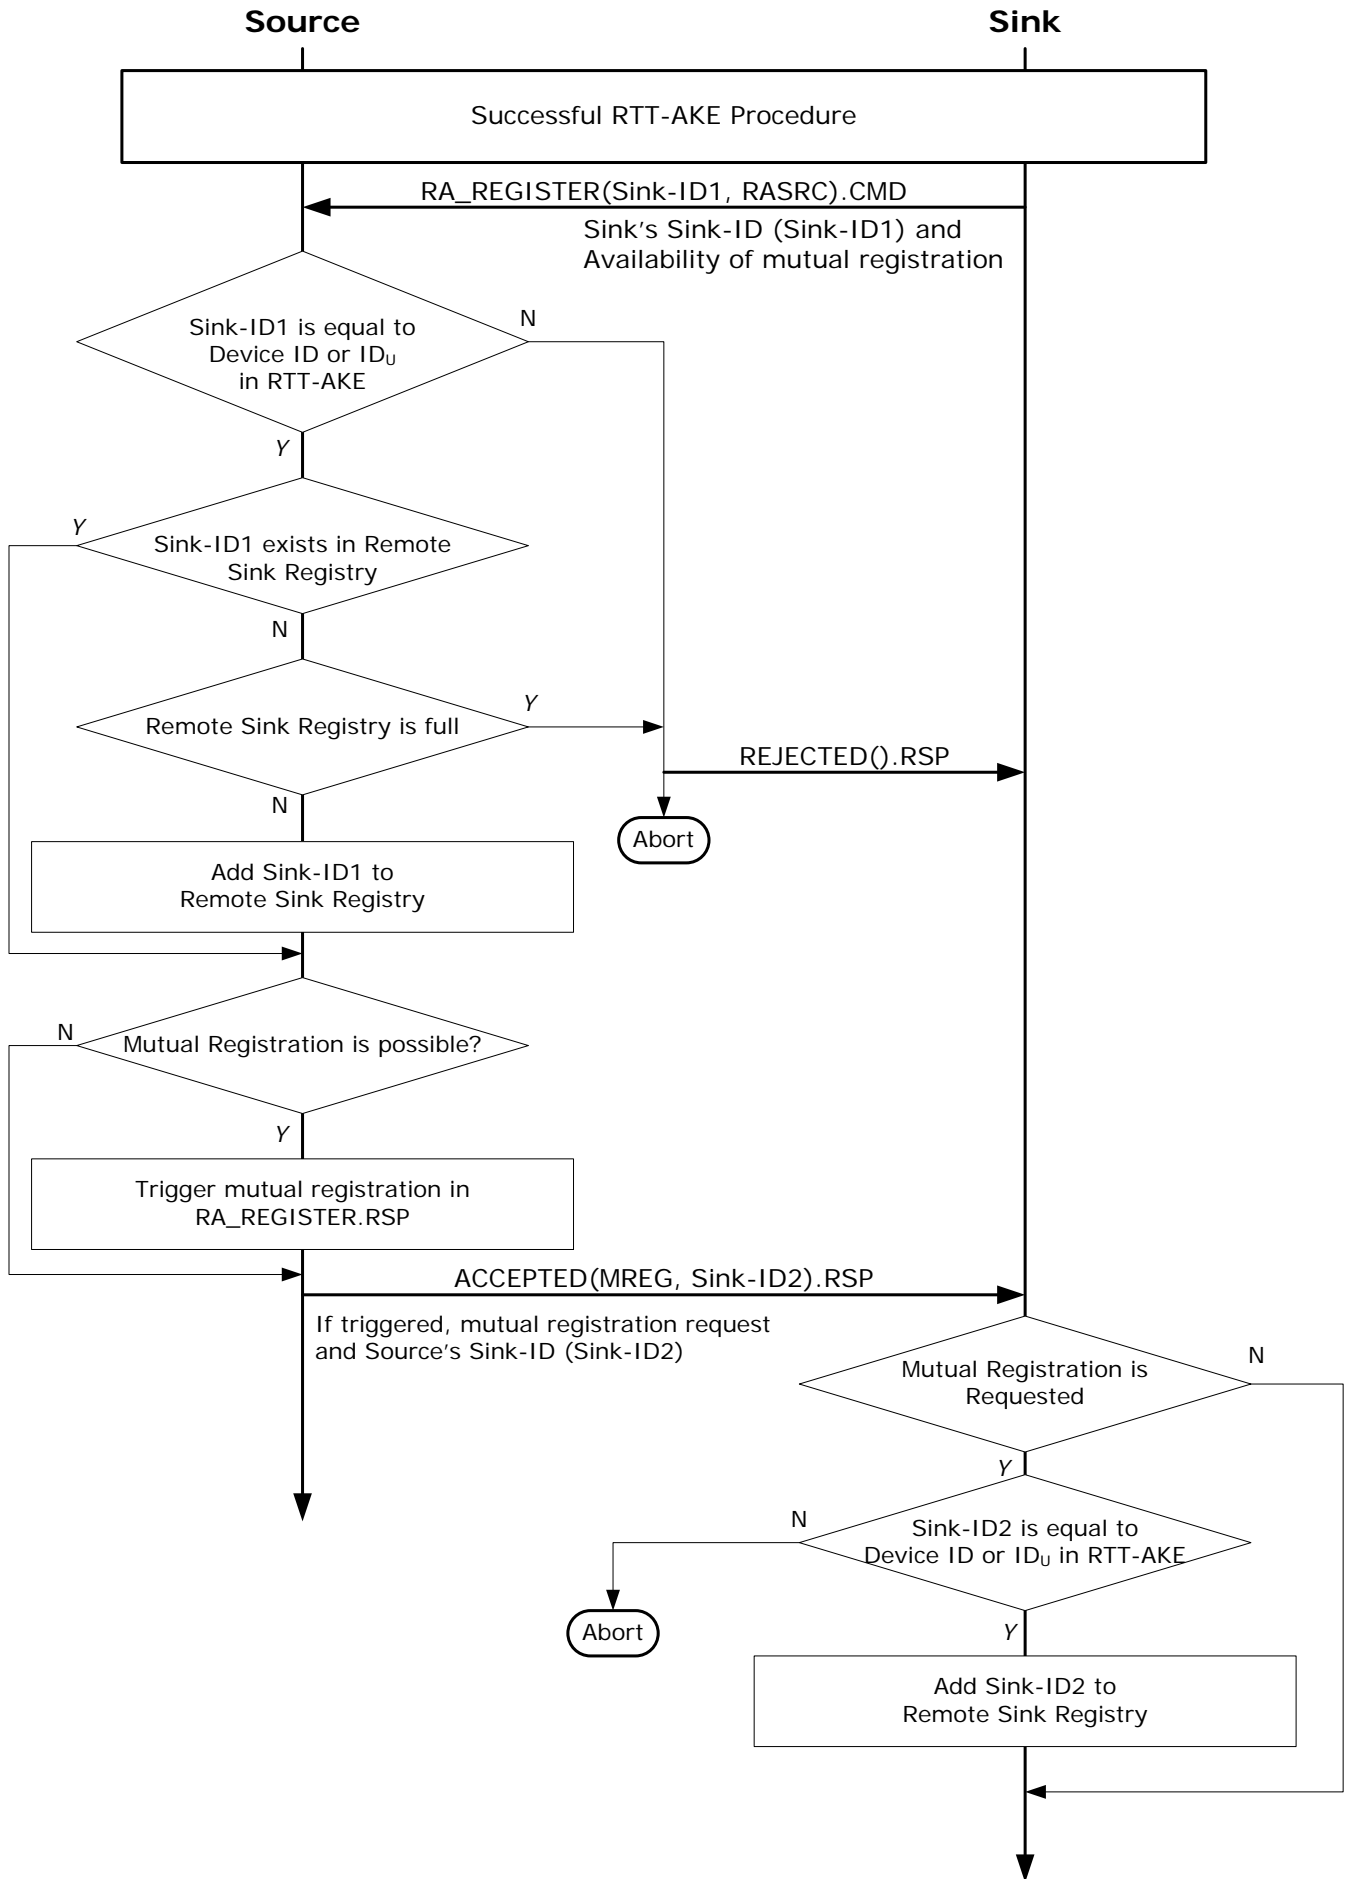 Source
Sink
Successful RTT-AKE Procedure
RA_REGISTER(Sink-ID1, RASRC).CMD
Sink's Sink-ID (Sink-ID1) and
Availability of mutual registration
Sink-ID1 is equal to
Device ID or IDU
in RTT-AKE
N
Y
Sink-ID1 exists in Remote
Sink Registry
Y
N
Remote Sink Registry is full
Y
N
REJECTED().RSP
Abort
Add Sink-ID1 to
Remote Sink Registry
Mutual Registration is possible?
N
Y
Trigger mutual registration in
RA_REGISTER.RSP
ACCEPTED(MREG, Sink-ID2).RSP
If triggered, mutual registration request
and Source's Sink-ID (Sink-ID2)
Mutual Registration is
Requested
N
Y
Sink-ID2 is equal to
Device ID or IDU in RTT-AKE
N
Abort
Y
Add Sink-ID2 to
Remote Sink Registry